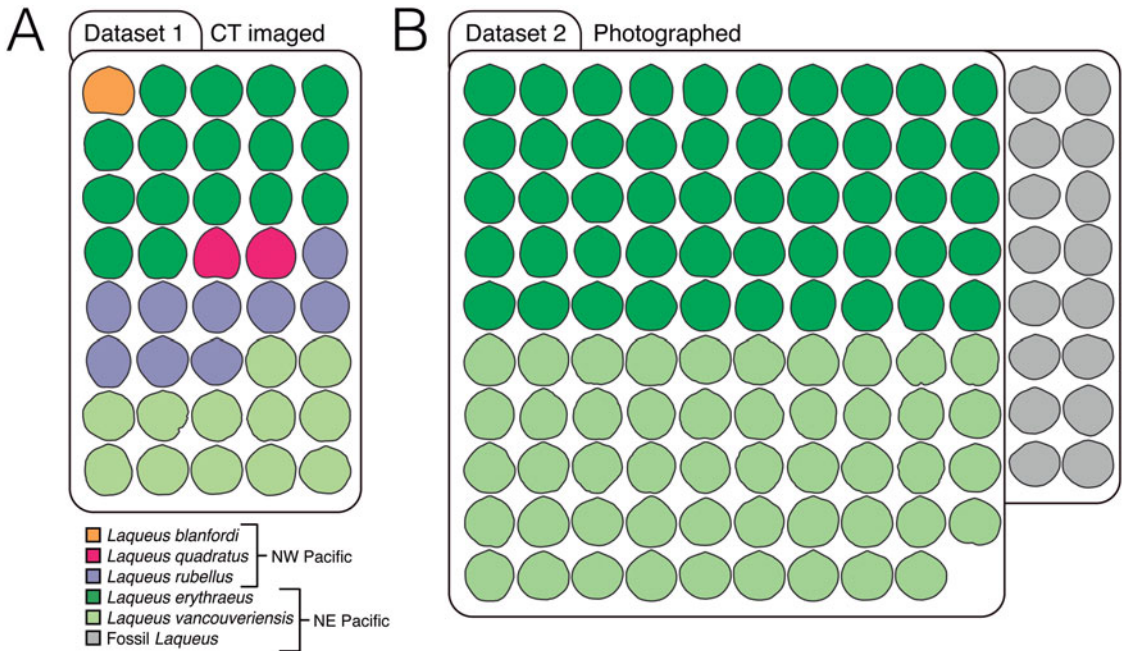 A
Dataset 1 CT imaged
B
Dataset 2 Photographed
Laqueus blanfordi
Laqueus quadratus
Laqueus rubellus
NW Pacific
Laqueus erythraeus
Laqueus vancouveriensis
Fossil Laqueus
NE Pacific